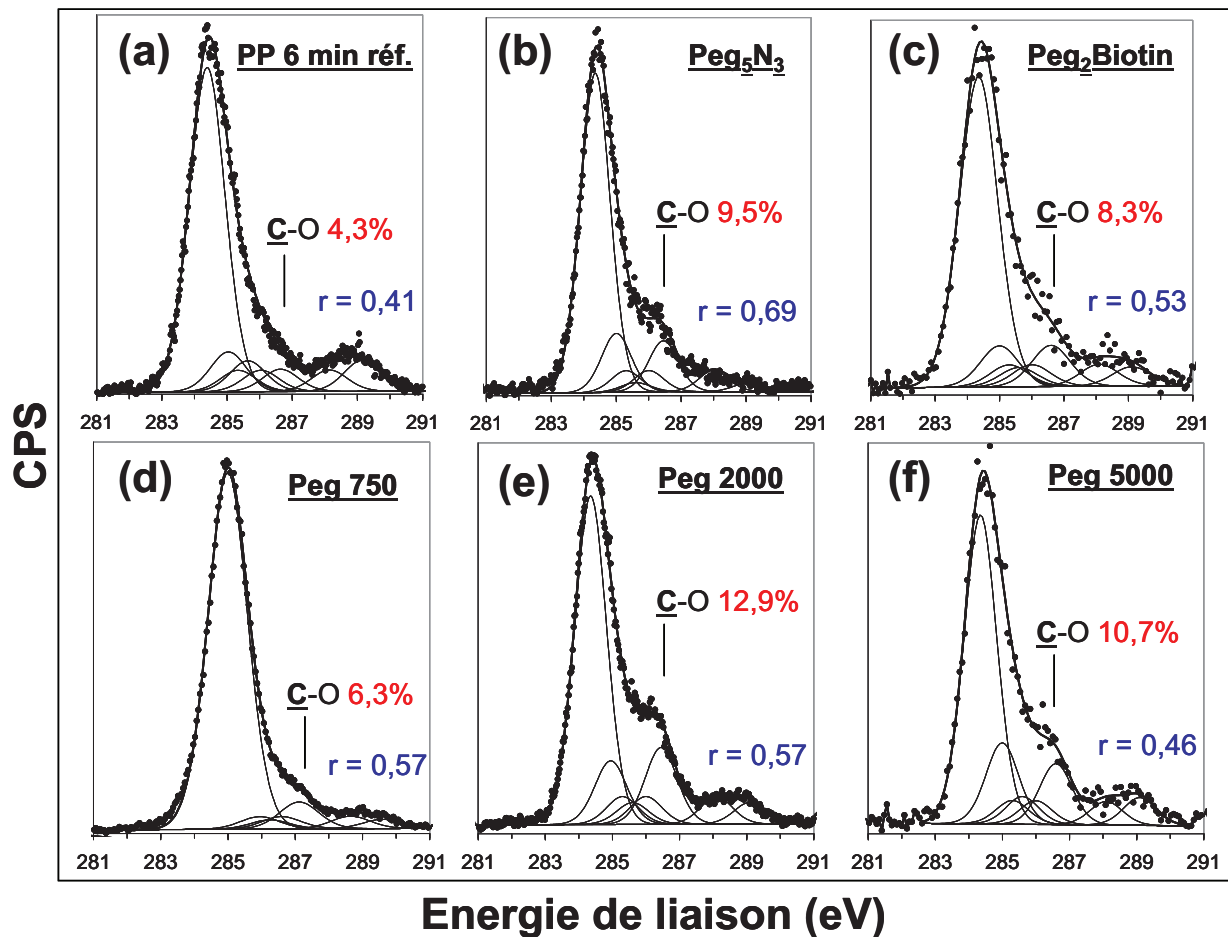 (a) PP 6 min réf.
C-O 4,3%
r = 0,41
281 283 285 287 289 291
(b) Peg5N3
C-O 9,5%
r = 0,69
281 283 285 287 289 291
(c) Peg2Biotin
C-O 8,3%
r = 0,53
281 283 285 287 289 291
CPS
(d) Peg 750
C-O 6,3%
r = 0,57
281 283 285 287 289 291
(e) Peg 2000
C-O 12,9%
r = 0,57
281 283 285 287 289 291
(f) Peg 5000
C-O 10,7%
r = 0,46
281 283 285 287 289 291
Energie de liaison (eV)